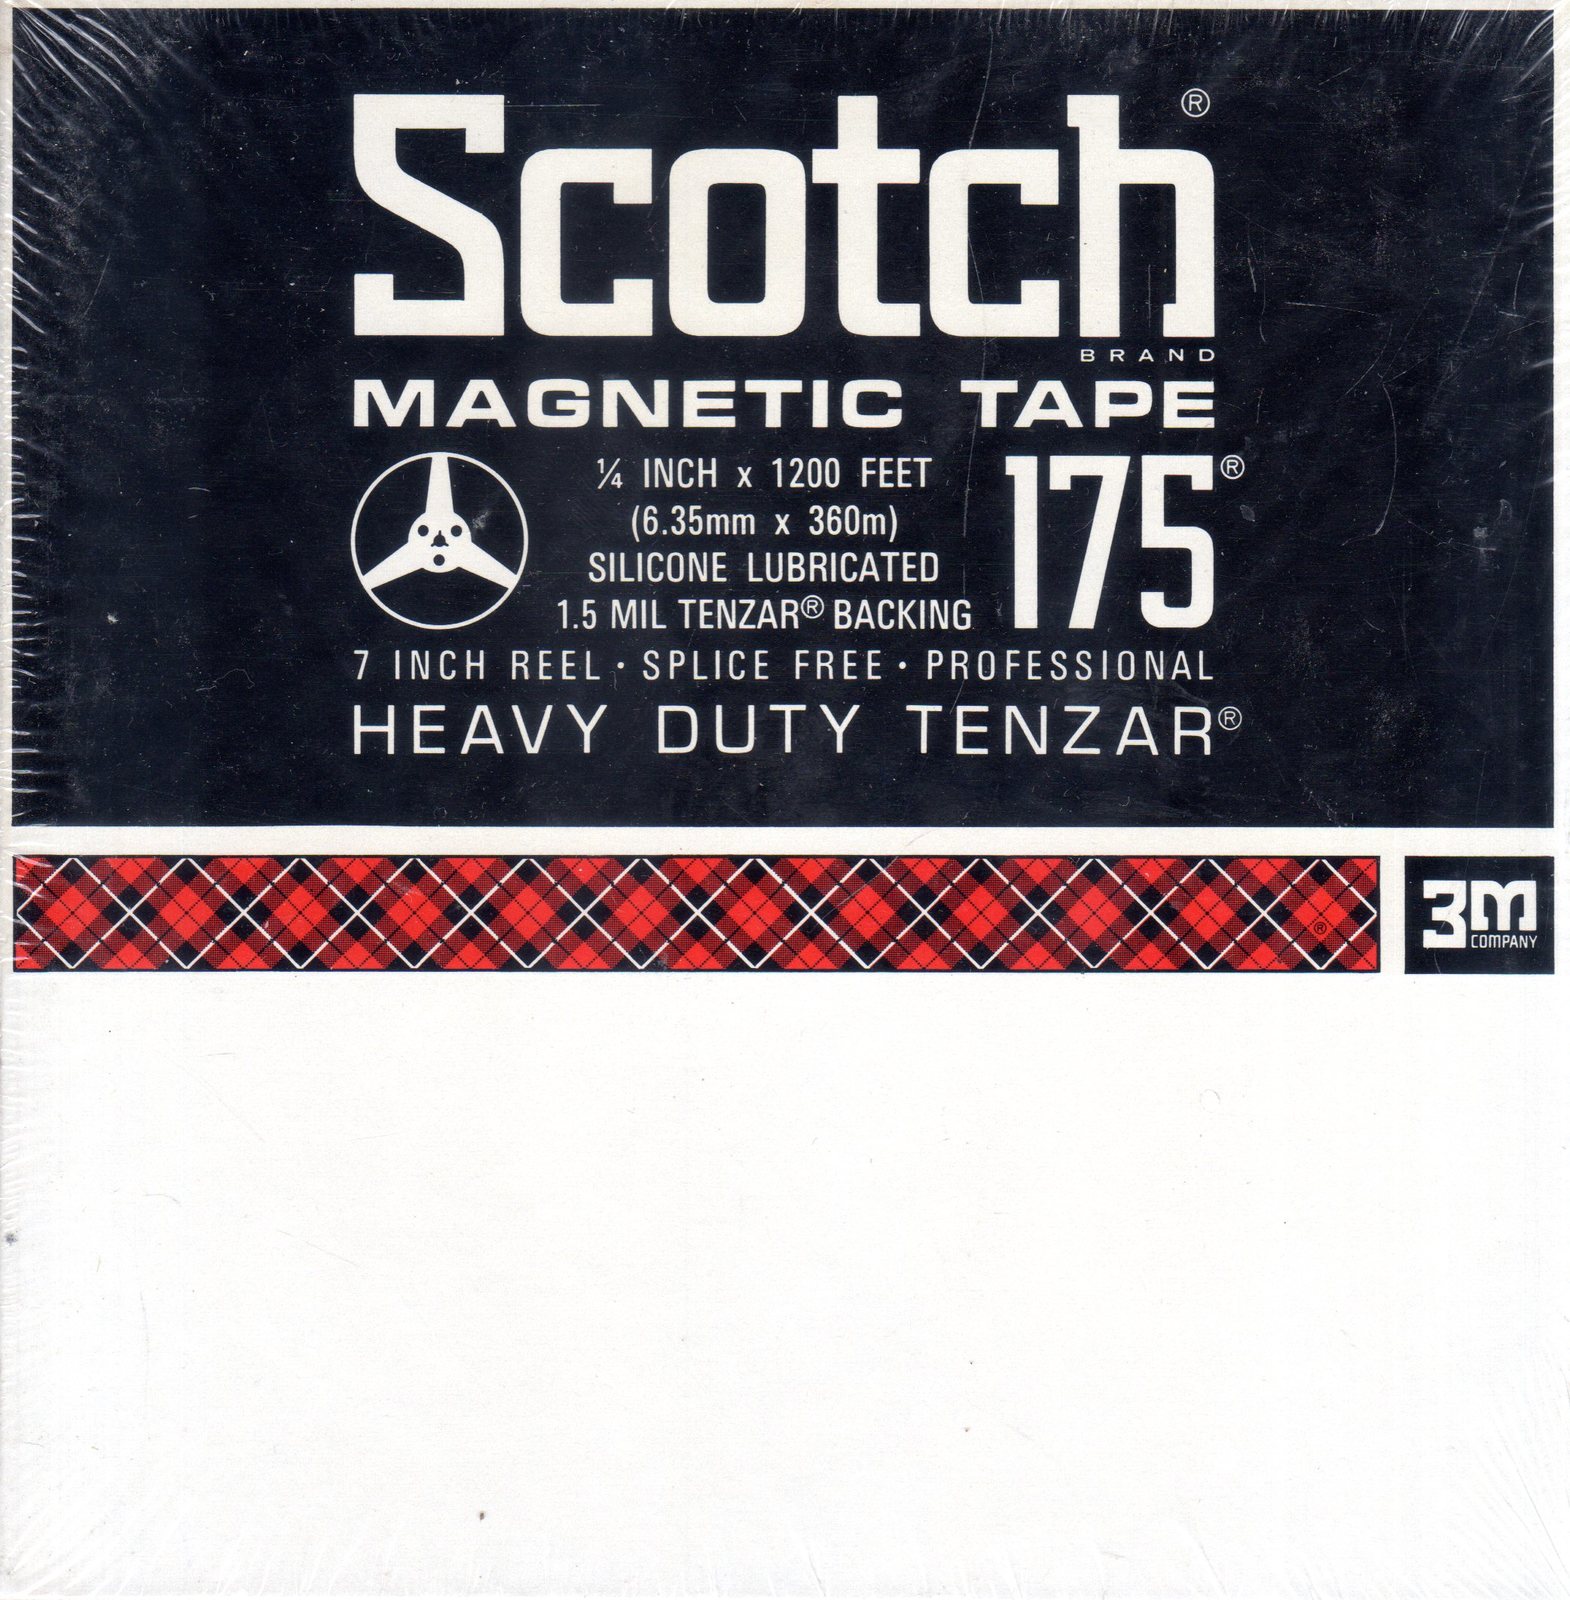 Scotch®
BRAND
MAGNETIC TAPE
¼ INCH x 1200 FEET
(6.35mm x 360m)
SILICONE LUBRICATED
1.5 MIL TENZAR® BACKING
175®
7 INCH REEL · SPLICE FREE · PROFESSIONAL
HEAVY DUTY TENZAR®
®
3M
COMPANY